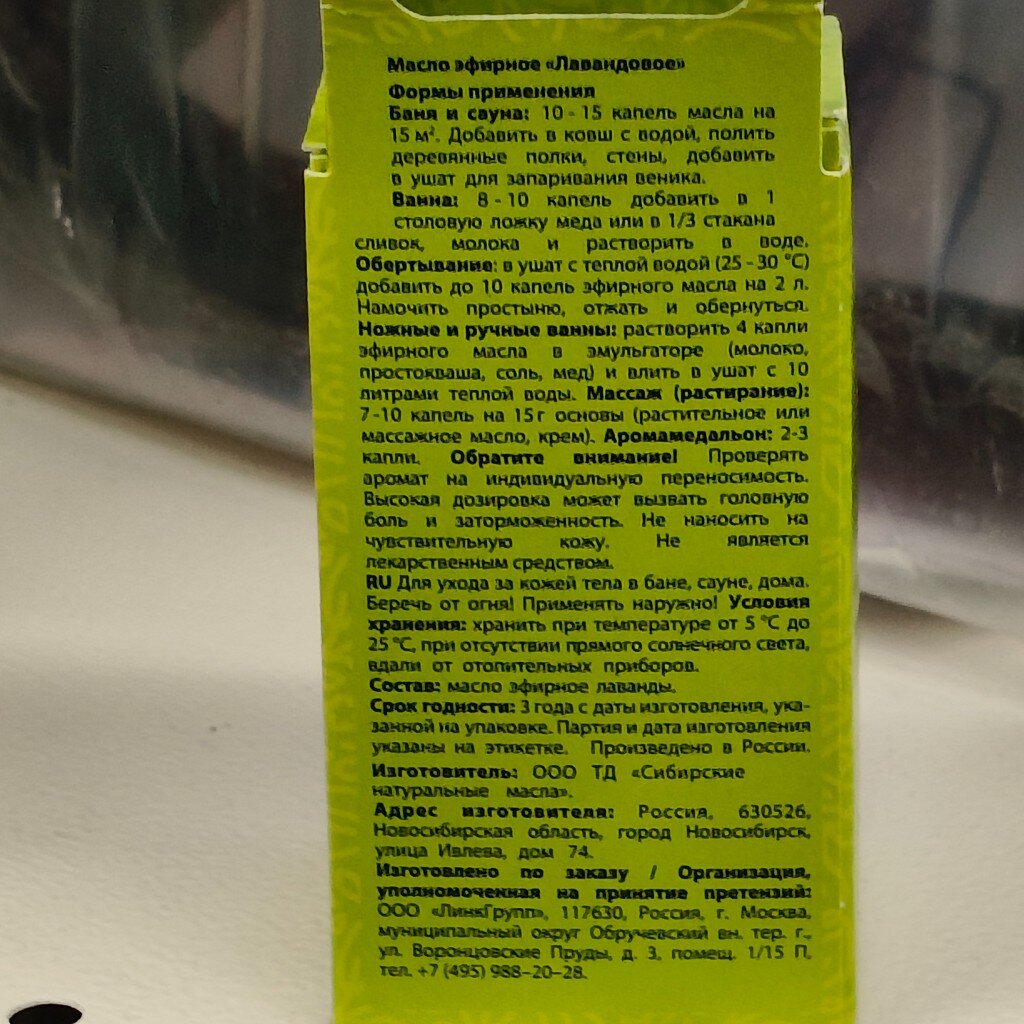 Масло эфирное «Лавандовое»
Формы применения
Баня и сауна: 10 - 15 капель масла на
15 м². Добавить в ковш с водой, полить
деревянные полки, стены, добавить
в ушат для запаривания веника.
Ванна: 8 - 10 капель добавить в 1
столовую ложку меда или в 1/3 стакана
сливок, молока и растворить в воде.
Обертывание: в ушат с теплой водой (25 - 30 °С)
добавить до 10 капель эфирного масла на 2 л.
Намочить простыню, отжать и обернуться.
Ножные и ручные ванны: растворить 4 капли
эфирного масла в эмульгаторе (молоко,
простокваша, соль, мед) и влить в ушат с 10
литрами теплой воды. Массаж (растирание):
7 -10 капель на 15 г основы (растительное или
массажное масло, крем). Аромамедальон: 2-3
капли. Обратите внимание! Проверять
аромат на индивидуальную переносимость.
Высокая дозировка может вызвать головную
боль и заторможенность. Не наносить на
чувствительную кожу. Не является
лекарственным средством.
RU Для ухода за кожей тела в бане, сауне, дома.
Беречь от огня! Применять наружно! Условия
хранения: хранить при температуре от 5 °С до
25 °С, при отсутствии прямого солнечного света,
вдали от отопительных приборов.
Состав: масло эфирное лаванды.
Срок годности: 3 года с даты изготовления, ука-
занной на упаковке. Партия и дата изготовления
указаны на этикетке. Произведено в России.
Изготовитель: ООО ТД «Сибирские
натуральные масла».
Адрес изготовителя: Россия, 630526,
Новосибирская область, город Новосибирск,
улица Ивлева, дом 74.
Изготовлено по заказу / Организация,
уполномоченная на принятие претензий:
ООО «ЛинкГрупп», 117630, Россия, г. Москва,
муниципальный округ Обручевский вн. тер. г.,
ул. Воронцовские Пруды, д. 3, помещ. 1/15 П,
тел. +7 (495) 988–20–28.